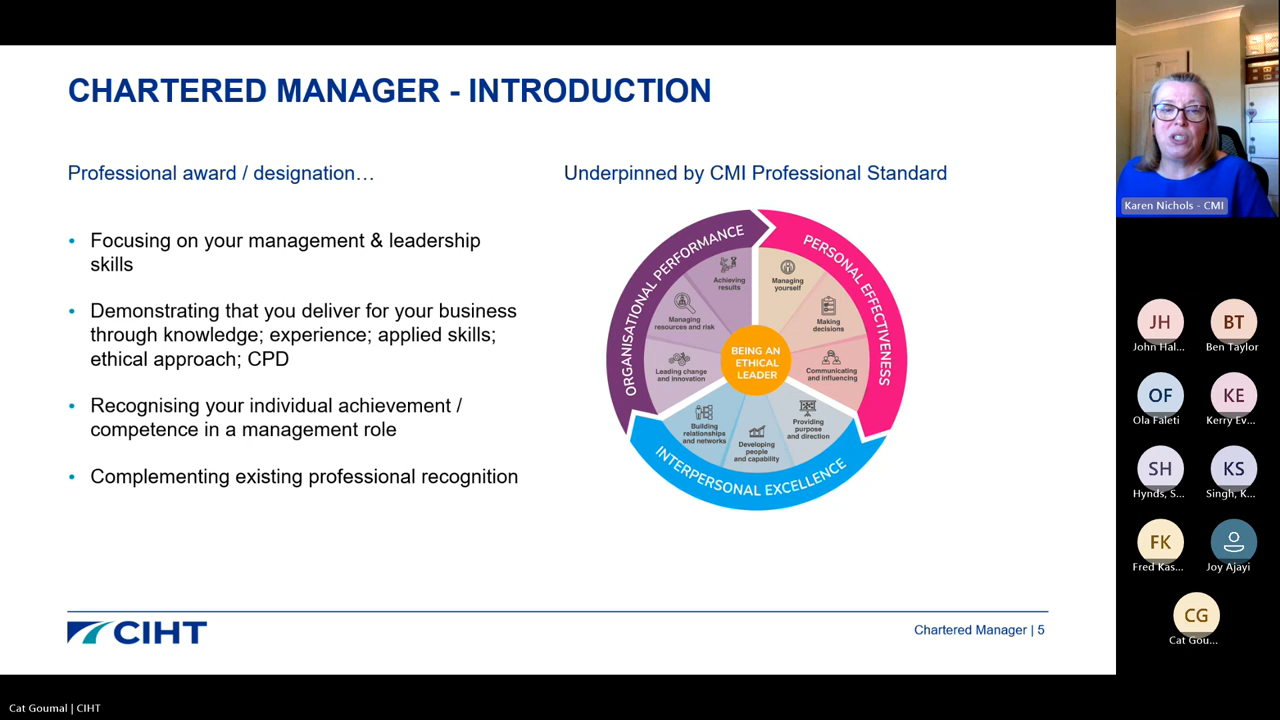 CHARTERED MANAGER - INTRODUCTION
Professional award / designation…
• Focusing on your management & leadership
skills
• Demonstrating that you deliver for your business
through knowledge; experience; applied skills;
ethical approach; CPD
• Recognising your individual achievement /
competence in a management role
• Complementing existing professional recognition
Underpinned by CMI Professional Standard
ORGANISATIONAL PERFORMANCE
PERSONAL EFFECTIVENESS
INTERPERSONAL EXCELLENCE
Achieving
results
Managing
yourself
Managing
resources and risk
Making
decisions
Leading change
and innovation
BEING AN
ETHICAL
LEADER
Communicating
and influencing
Building
relationships
and networks
Developing
people
and capability
Providing
purpose
and direction
CIHT
Chartered Manager | 5
Karen Nichols - CMI
JH
John Hal...
BT
Ben Taylor
OF
Ola Faleti
KE
Kerry Ev...
SH
Hynds, S...
KS
Singh, K...
FK
Fred Kas...
Joy Ajayi
CG
Cat Gou...
Cat Goumal | CIHT